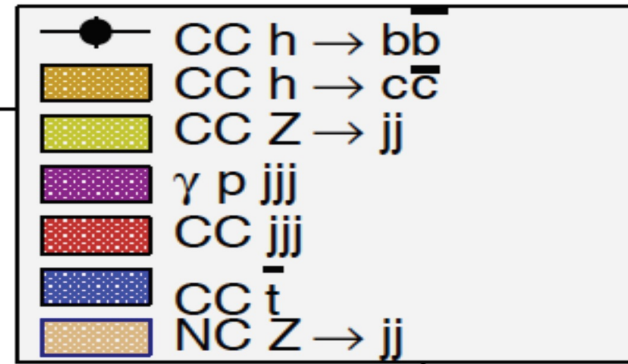 CC h → bb̅
CC h → cc̅
CC Z → jj
γ p jjj
CC jjj
CC t̅
NC Z → jj